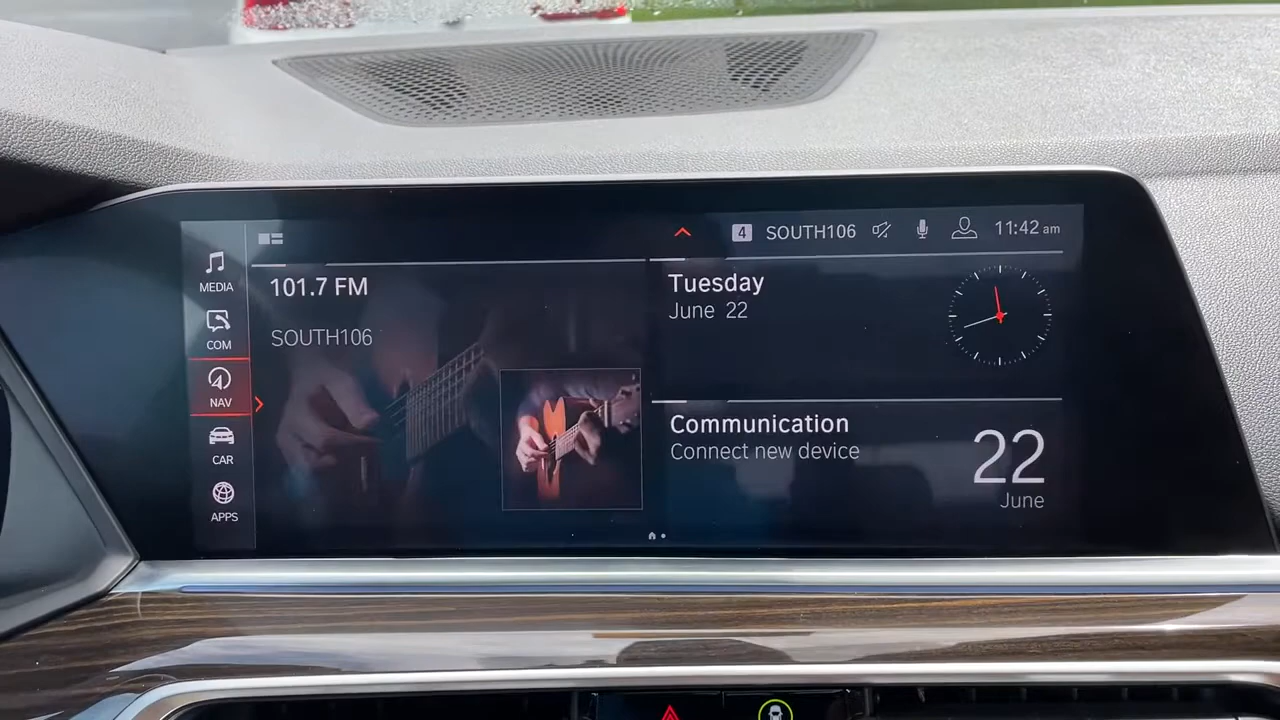 MEDIA
COM
NAV
CAR
APPS
4 SOUTH106 11:42 am
101.7 FM
SOUTH106
Tuesday
June 22
Communication
Connect new device
22
June